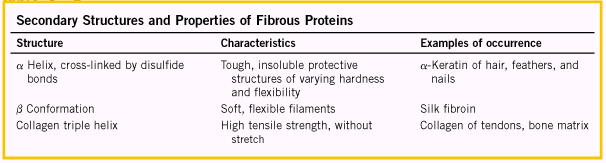 Secondary Structures and Properties of Fibrous Proteins
Structure Characteristics Examples of occurrence
α Helix, cross-linked by disulfide Tough, insoluble protective α-Keratin of hair, feathers, and
bonds structures of varying hardness nails
and flexibility
β Conformation Soft, flexible filaments Silk fibroin
Collagen triple helix High tensile strength, without Collagen of tendons, bone matrix
stretch